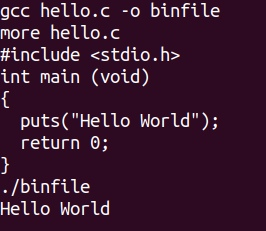 gcc hello.c -o binfile
more hello.c
#include <stdio.h>
int main (void)
{
  puts("Hello World");
  return 0;
}
./binfile
Hello World